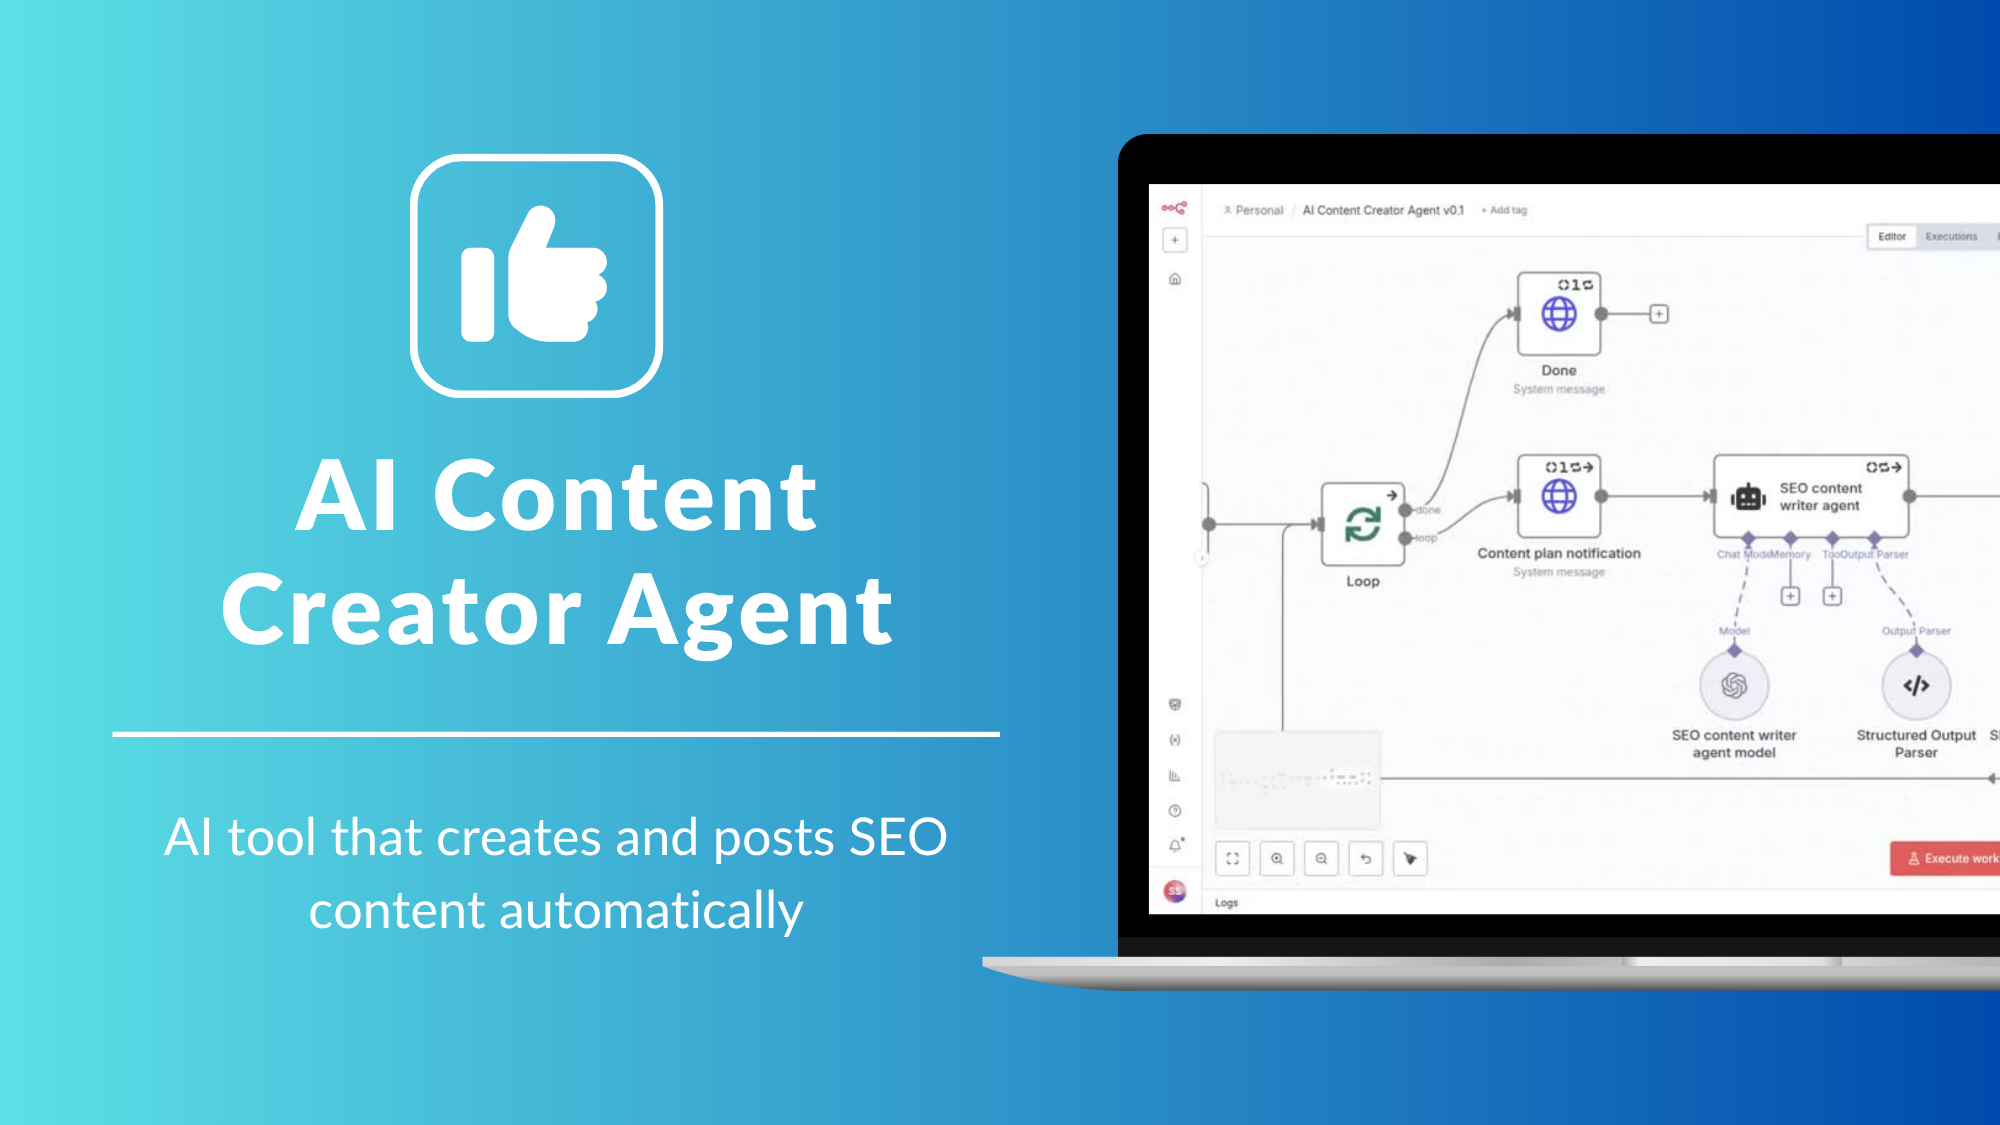 AI Content
Creator Agent
AI tool that creates and posts SEO
content automatically
Personal / AI Content Creator Agent v0.1 + Add tag
Editor Executions
Done
System message
done
loop
Loop
Content plan notification
System message
SEO content
writer agent
Chat Mode Memory Tool Output Parser
Model
Output Parser
SEO content writer
agent model
Structured Output
Parser
SS
Execute work
Logs